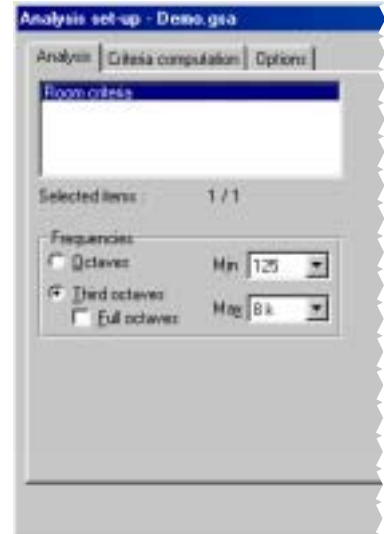 Analysis set-up - Demo.gsa
Analysis Criteria computation Options
Room criteria
Selected items : 1 / 1
Frequencies
Octaves Min 125
Third octaves Max 8 k
Full octaves